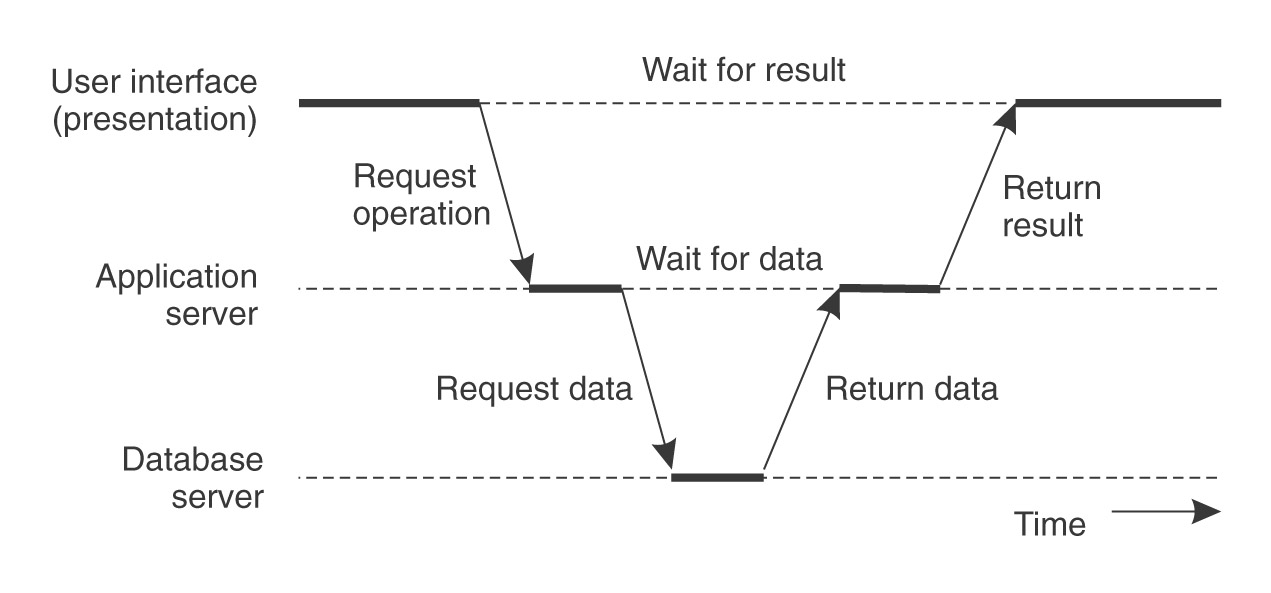 Wait for result
User interface
(presentation)
Request
operation
Return
result
Wait for data
Application
server
Request data
Return data
Database
server
Time